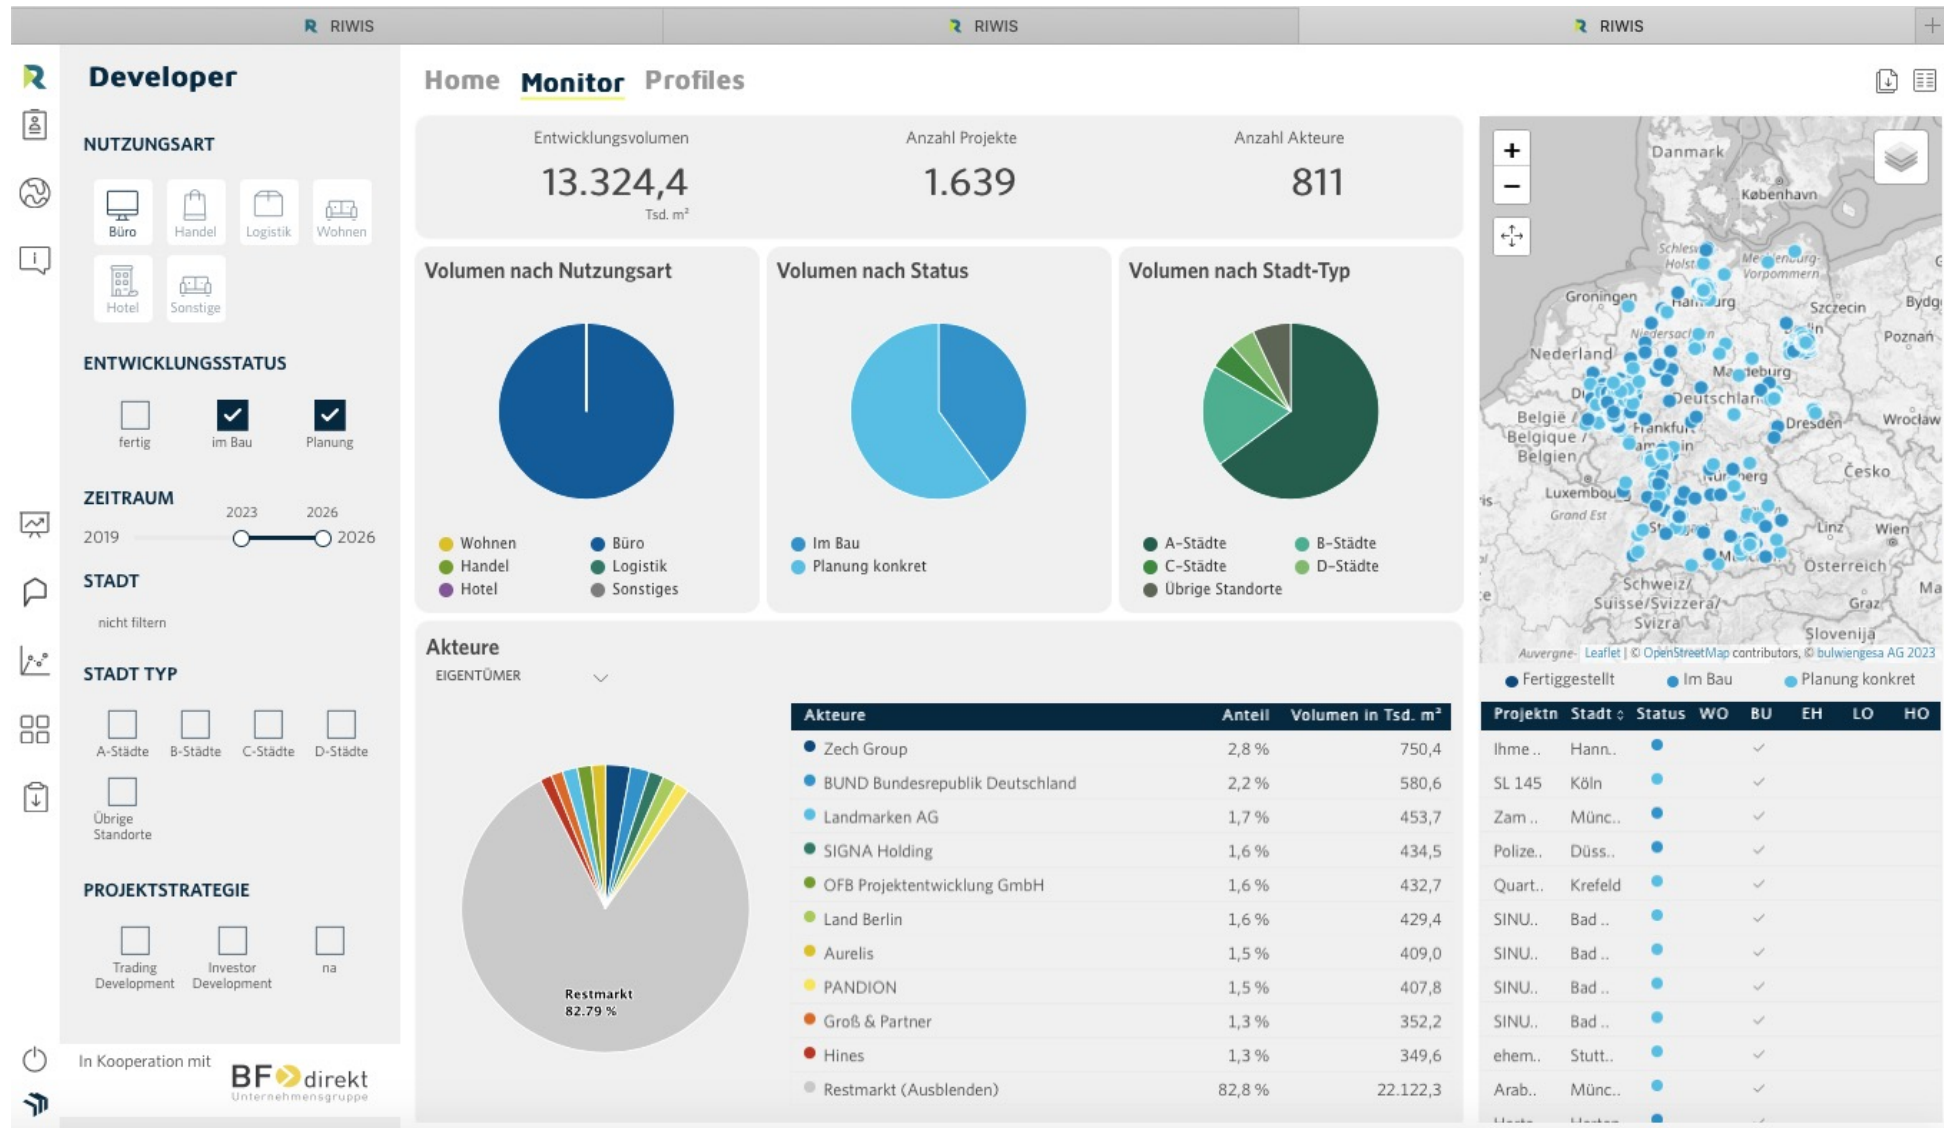 RIWIS
RIWIS
RIWIS
Developer
NUTZUNGSART
Büro
Handel
Logistik
Wohnen
Hotel
Sonstige
ENTWICKLUNGSSTATUS
fertig
im Bau
Planung
ZEITRAUM
2023
2026
2019
2026
STADT
nicht filtern
STADT TYP
A-Städte
B-Städte
C-Städte
D-Städte
Übrige
Standorte
PROJEKTSTRATEGIE
Trading
Development
Investor
Development
na
In Kooperation mit
BF direkt
Unternehmensgruppe
Home Monitor Profiles
Entwicklungsvolumen
13.324,4
Tsd. m²
Anzahl Projekte
1.639
Anzahl Akteure
811
Volumen nach Nutzungsart
Wohnen
Büro
Handel
Logistik
Hotel
Sonstiges
Volumen nach Status
Im Bau
Planung konkret
Volumen nach Stadt-Typ
A-Städte
B-Städte
C-Städte
D-Städte
Übrige Standorte
Akteure
EIGENTÜMER
Restmarkt
82.79 %
Akteure Anteil Volumen in Tsd. m²
Zech Group 2,8 % 750,4
BUND Bundesrepublik Deutschland 2,2 % 580,6
Landmarken AG 1,7 % 453,7
SIGNA Holding 1,6 % 434,5
OFB Projektentwicklung GmbH 1,6 % 432,7
Land Berlin 1,6 % 429,4
Aurelis 1,5 % 409,0
PANDION 1,5 % 407,8
Groß & Partner 1,3 % 352,2
Hines 1,3 % 349,6
Restmarkt (Ausblenden) 82,8 % 22.122,3
+
−
Danmark
København
Groningen
Szczecin
Bydg
Poznań
Nederland
Deutschlan
België /
Belgique /
Belgien
Dresden
Wrocław
Česko
Luxembou
Grand Est
Linz
Wien
Österreich
Schweiz/
Suisse/Svizzera/
Svizra
Graz
Ma
Slovenija
Auvergne-
Leaflet | © OpenStreetMap contributors, © bulwiengesa AG 2023
Fertiggestellt
Im Bau
Planung konkret
Projektn Stadt Status WO BU EH LO HO
Ihme .. Hann..
SL 145 Köln
Zam .. Münc..
Polize.. Düss..
Quart.. Krefeld
SINU.. Bad ..
SINU.. Bad ..
SINU.. Bad ..
SINU.. Bad ..
ehem.. Stutt..
Arab.. Münc..